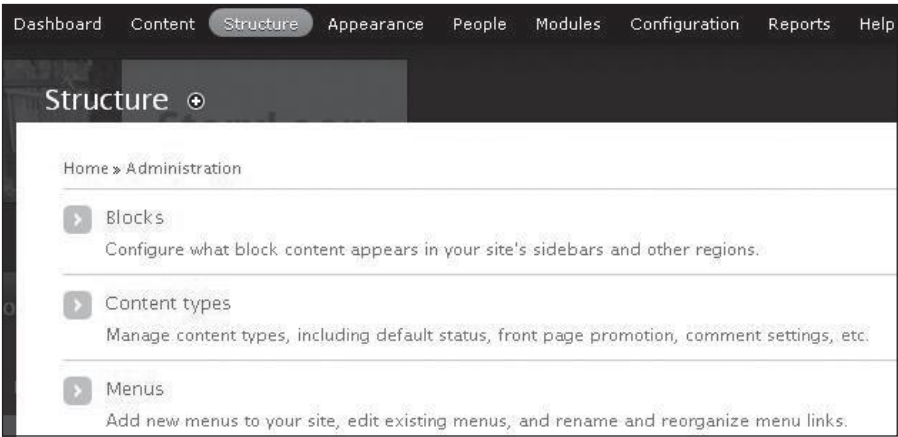 Dashboard Content Structure Appearance People Modules Configuration Reports Help
Structure
Home » Administration
Blocks
Configure what block content appears in your site's sidebars and other regions.
Content types
Manage content types, including default status, front page promotion, comment settings, etc.
Menus
Add new menus to your site, edit existing menus, and rename and reorganize menu links.